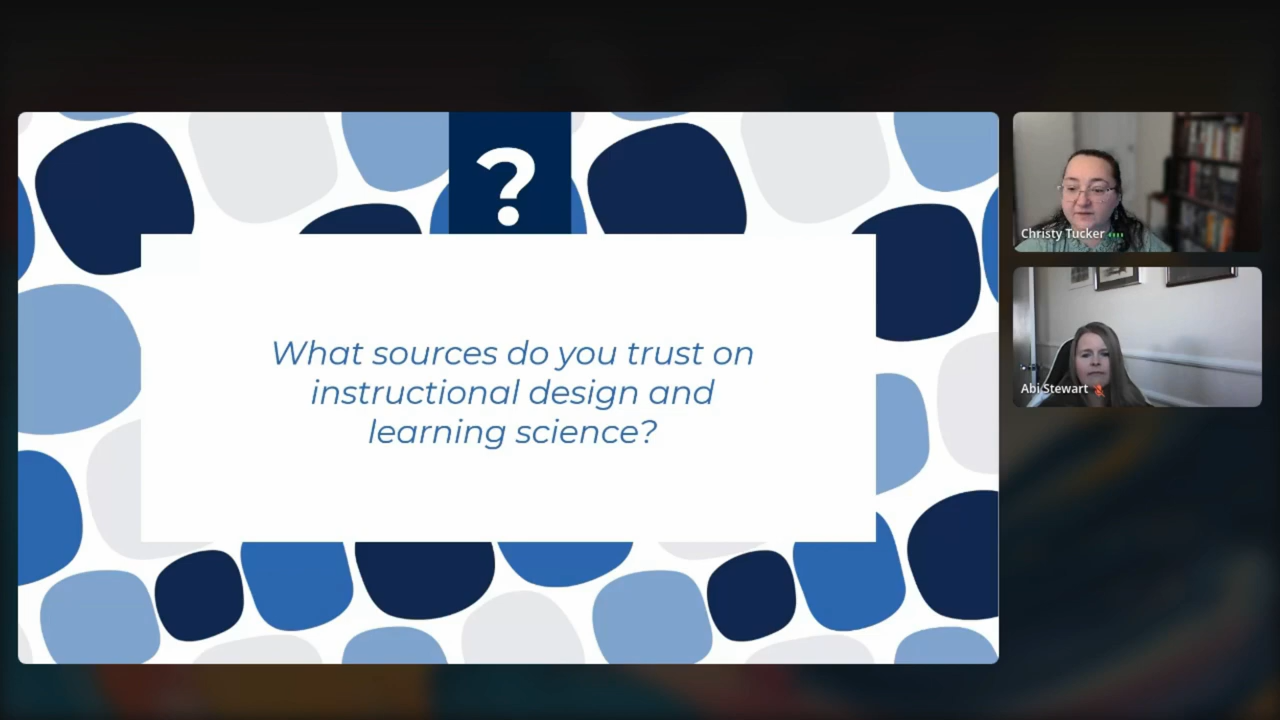 ?
What sources do you trust on
instructional design and
learning science?
Christy Tucker
Abi Stewart